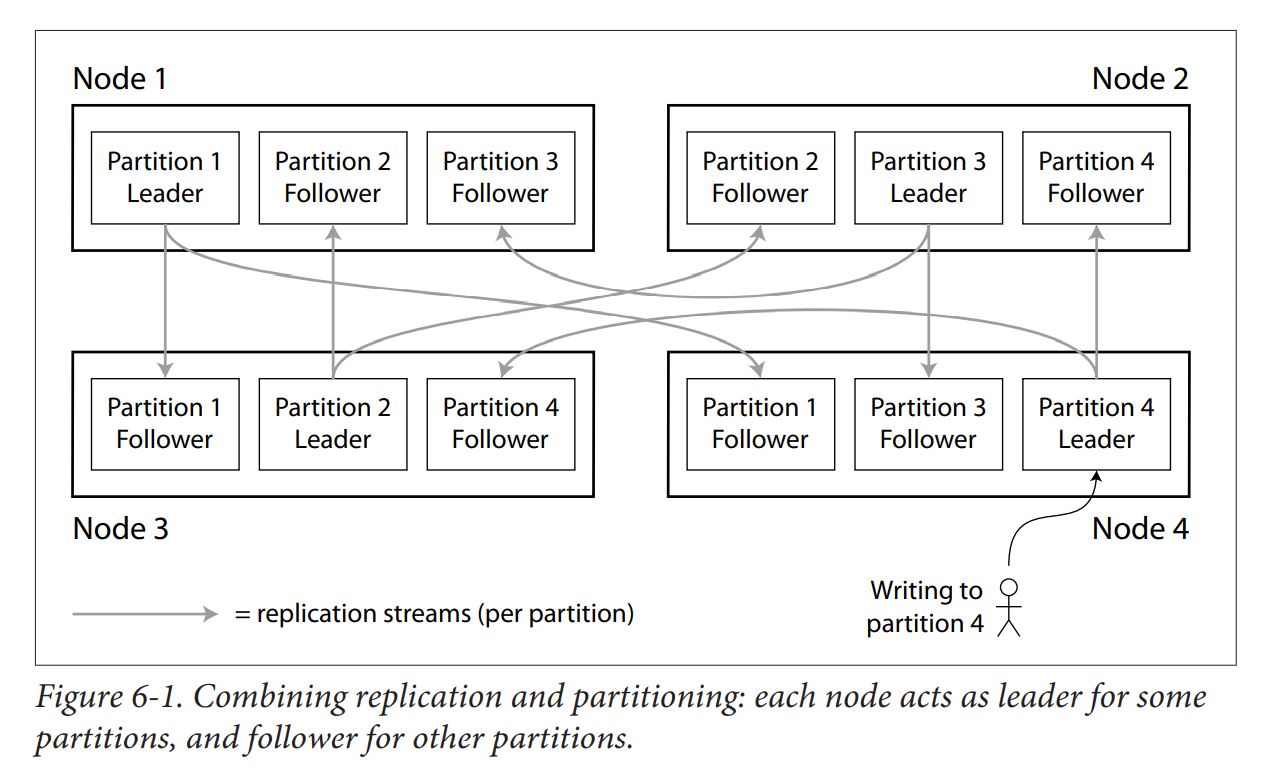 Node 1
Node 2
Partition 1
Leader
Partition 2
Follower
Partition 3
Follower
Partition 2
Follower
Partition 3
Leader
Partition 4
Follower
Partition 1
Follower
Partition 2
Leader
Partition 4
Follower
Partition 1
Follower
Partition 3
Follower
Partition 4
Leader
Node 3
Node 4
= replication streams (per partition)
Writing to
partition 4
Figure 6-1. Combining replication and partitioning: each node acts as leader for some
partitions, and follower for other partitions.